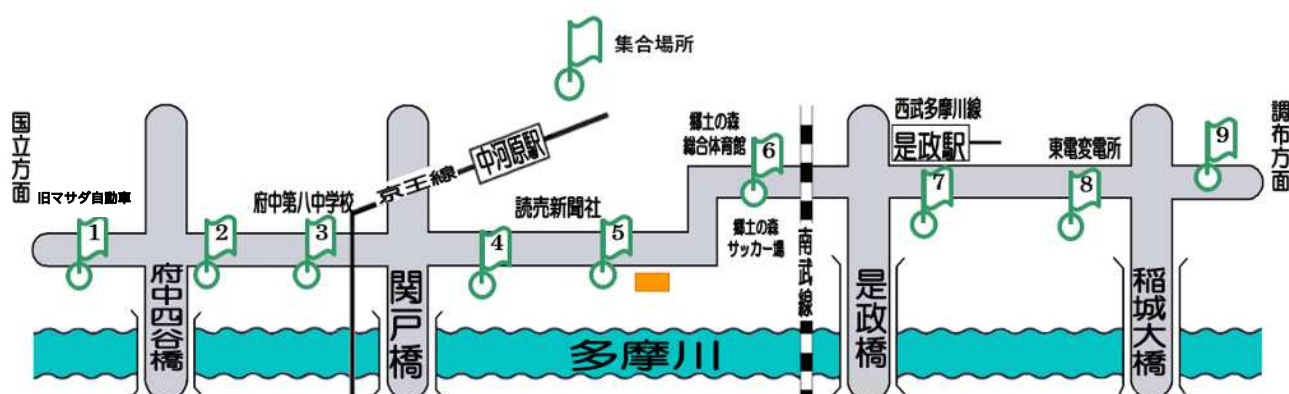 集合場所
国立方面
旧マサダ自動車
1
2
府中第八中学校
3
京王線
中河原駅
4
読売新聞社
5
郷土の森
総合体育館
6
郷土の森
サッカー場
南武線
西武多摩川線
是政駅
7
東電変電所
8
9
調布方面
府中四谷橋
関戸橋
多摩川
是政橋
稲城大橋